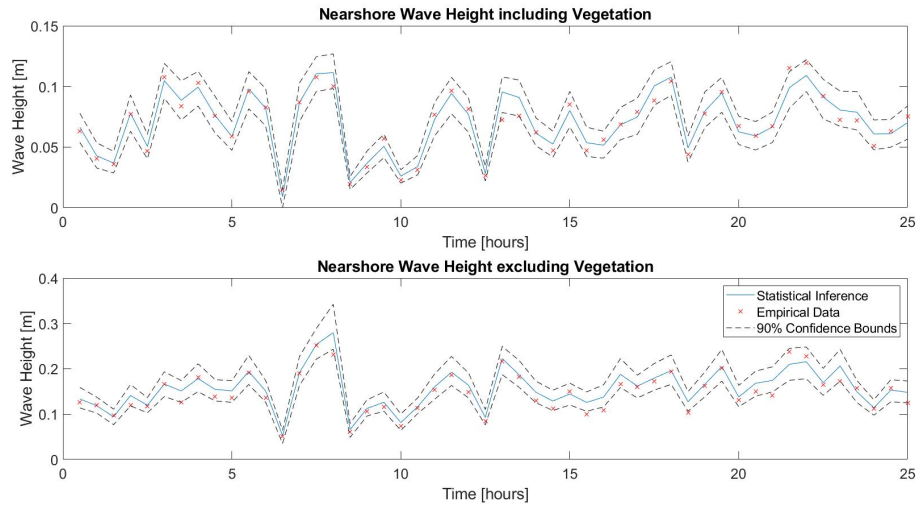 Nearshore Wave Height including Vegetation
0.15
0.1
0.05
0
Wave Height [m]
0 5 10 15 20 25
Time [hours]
Nearshore Wave Height excluding Vegetation
0.4
0.3
0.2
0.1
0
Wave Height [m]
Statistical Inference
Empirical Data
90% Confidence Bounds
0 5 10 15 20 25
Time [hours]